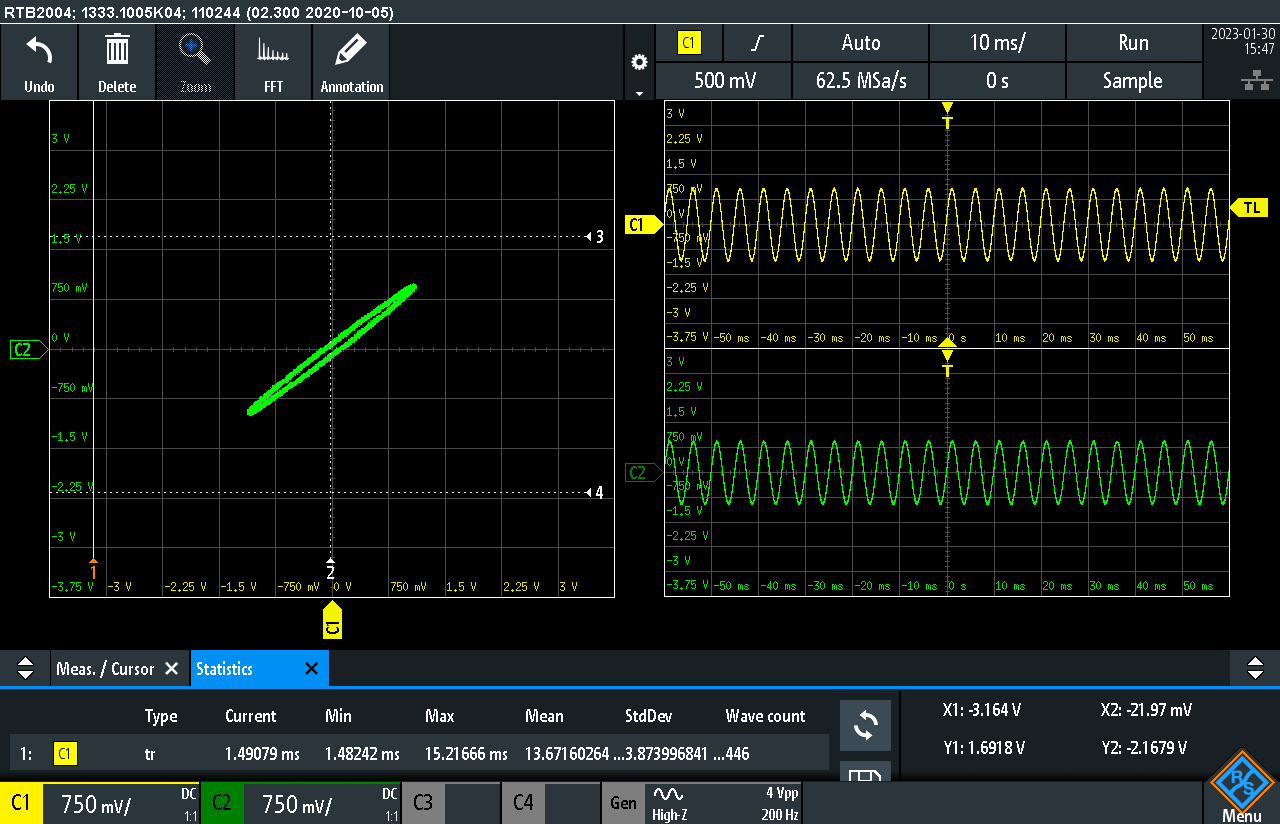 RTB2004; 1333.1005K04; 110244 (02.300 2020-10-05)
Undo Delete Zoom FFT Annotation
C1 Auto 10 ms/ Run
500 mV 62.5 MSa/s 0 s Sample
2023-01-30
15:47
3 V
2.25 V
1.5 V
750 mV
0 V
-750 mV
-1.5 V
-2.25 V
-3 V
-3.75 V -3 V -2.25 V -1.5 V -750 mV 0 V 750 mV 1.5 V 2.25 V 3 V
C2
3
4
1
2
C1
3 V
2.25 V
1.5 V
750 mV
0 V
-750 mV
-1.5 V
-2.25 V
-3 V
-3.75 V -50 ms -40 ms -30 ms -20 ms -10 ms 0 s 10 ms 20 ms 30 ms 40 ms 50 ms
T
C1
TL
3 V
2.25 V
1.5 V
750 mV
0 V
-750 mV
-1.5 V
-2.25 V
-3 V
-3.75 V -50 ms -40 ms -30 ms -20 ms -10 ms 0 s 10 ms 20 ms 30 ms 40 ms 50 ms
T
C2
Meas. / Cursor Statistics
Type Current Min Max Mean StdDev Wave count
1: C1 tr 1.49079 ms 1.48242 ms 15.21666 ms 13.67160264 ...3.873996841 ...446
X1: -3.164 V X2: -21.97 mV
Y1: 1.6918 V Y2: -2.1679 V
C1 750 mV/ DC 1:1
C2 750 mV/ DC 1:1
C3
C4
Gen High-Z 4 Vpp 200 Hz
R&S
Menu